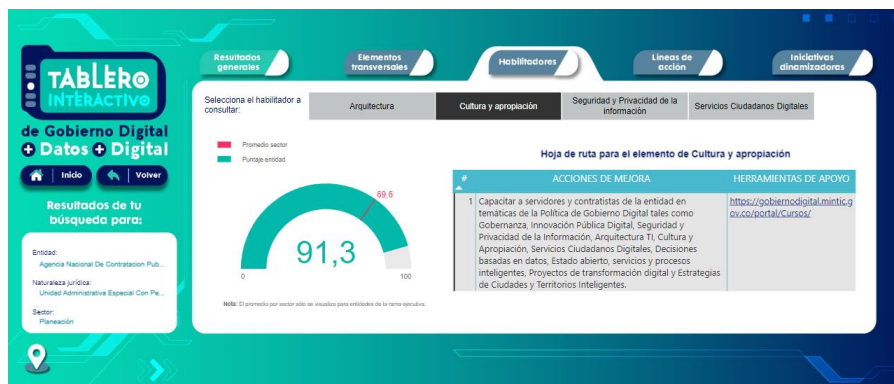 TABLERO
INTERACTIVO
de Gobierno Digital
+ Datos + Digital
Inicio
Volver
Resultados de tu
búsqueda para:
Entidad:
Agencia Nacional De Contratacion Pub...
Naturaleza jurídica:
Unidad Administrativa Especial Con Pe...
Sector:
Planeación
Resultados
generales
Elementos
transversales
Habilitadores
Líneas de
acción
Iniciativas
dinamizadoras
Selecciona el habilitador a
consultar:
Arquitectura
Cultura y apropiación
Seguridad y Privacidad de la
información
Servicios Ciudadanos Digitales
Promedio sector
Puntaje entidad
69,6
91,3
0
100
Nota: El promedio por sector sólo se visualiza para entidades de la rama ejecutiva.
Hoja de ruta para el elemento de Cultura y apropiación
# ACCIONES DE MEJORA HERRAMIENTAS DE APOYO
1 Capacitar a servidores y contratistas de la entidad en
temáticas de la Política de Gobierno Digital tales como
Gobernanza, Innovación Pública Digital, Seguridad y
Privacidad de la Información, Arquitectura TI, Cultura y
Apropiación, Servicios Ciudadanos Digitales, Decisiones
basadas en datos, Estado abierto, servicios y procesos
inteligentes, Proyectos de transformación digital y Estrategias
de Ciudades y Territorios Inteligentes.
https://gobiernodigital.mintic.g
ov.co/portal/Cursos/